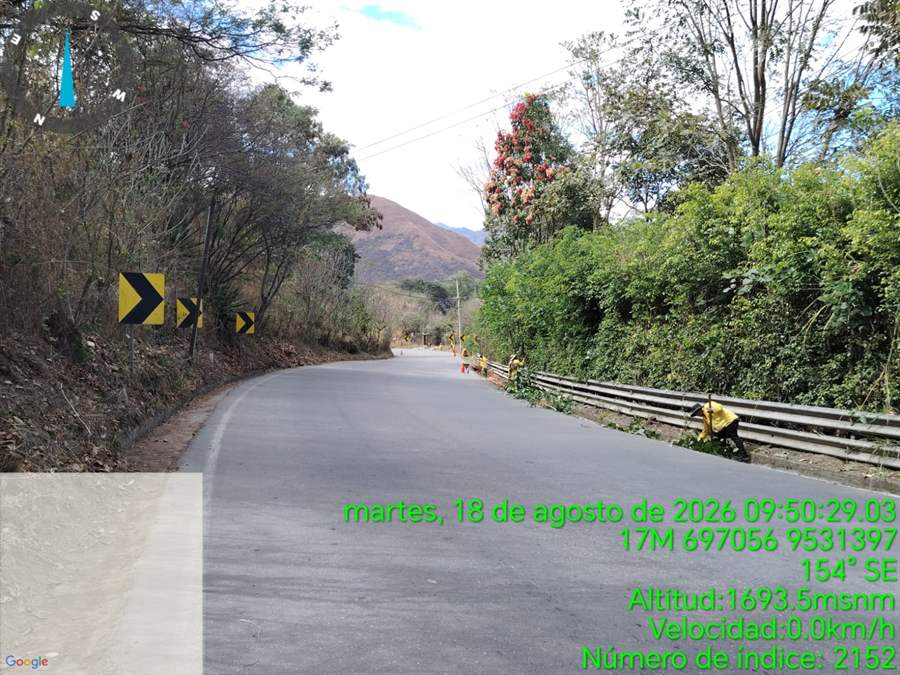 S
E
M
N
martes, 18 de agosto de 2026 09:50:29.03
17M 697056 9531397
154° SE
Altitud:1693.5msnm
Velocidad:0.0km/h
Número de índice: 2152
Google